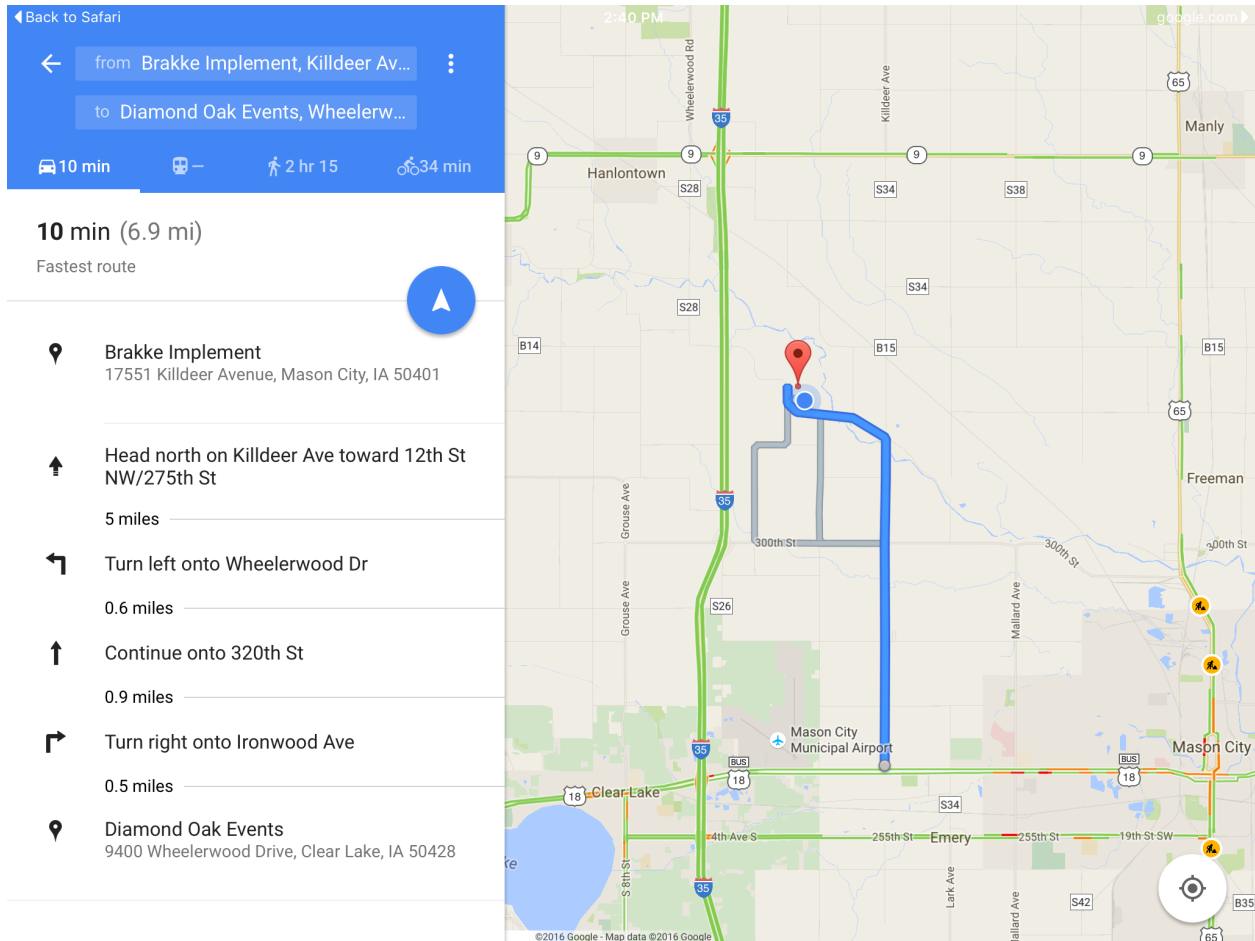 Back to Safari
2:40 PM
google.com
from Brakke Implement, Killdeer Av...
to Diamond Oak Events, Wheelerw...
10 min
—
2 hr 15
34 min
10 min (6.9 mi)
Fastest route
Brakke Implement
17551 Killdeer Avenue, Mason City, IA 50401
Head north on Killdeer Ave toward 12th St
NW/275th St
5 miles
Turn left onto Wheelerwood Dr
0.6 miles
Continue onto 320th St
0.9 miles
Turn right onto Ironwood Ave
0.5 miles
Diamond Oak Events
9400 Wheelerwood Drive, Clear Lake, IA 50428
Wheelerwood Rd
Killdeer Ave
65
35
Manly
9
9
9
9
Hanlontown
S28
S34
S38
S34
S28
B14
B15
B15
65
Freeman
35
Grouse Ave
300th St
300th St
300th St
Grouse Ave
S26
Mallard Ave
Mason City
Municipal Airport
35
BUS
18
BUS
18
Mason City
18
Clear Lake
S34
4th Ave S
255th St
Emery
255th St
19th St SW
ke
S 8th St
35
Lark Ave
Mallard Ave
S42
B35
65
©2016 Google - Map data ©2016 Google